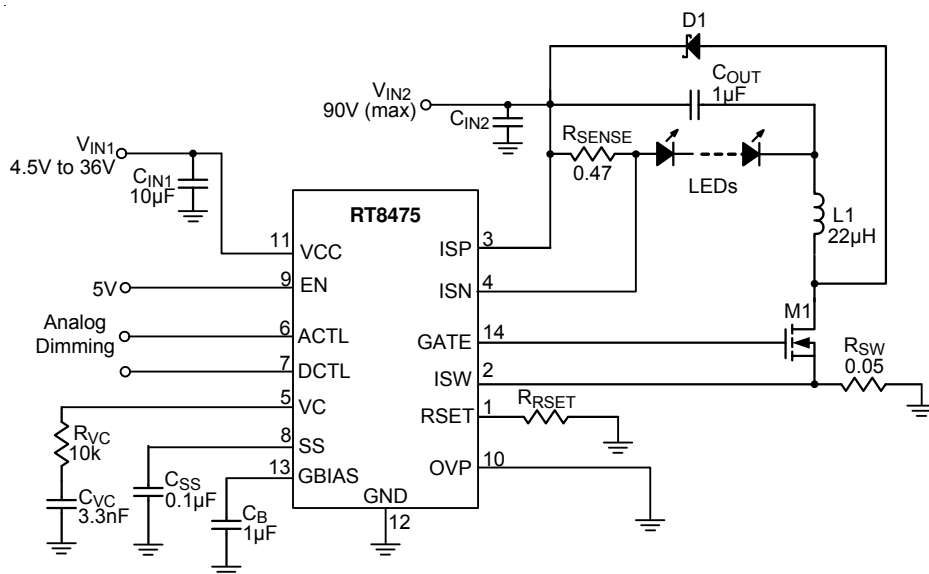 D1
COUT
1µF
VIN2
90V (max)
CIN2
RSENSE
0.47
LEDs
VIN1
4.5V to 36V
CIN1
10µF
L1
22µH
RT8475
11 VCC
ISP 3
9 EN
ISN 4
5V
M1
Analog
Dimming
6 ACTL
GATE 14
7 DCTL
ISW 2
RSW
0.05
5 VC
RSET 1
RRSET
RVC
10k
8 SS
OVP 10
13 GBIAS
CVC
3.3nF
CSS
0.1µF
CB
1µF
GND
12